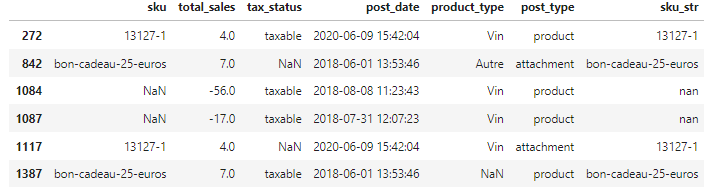 sku total_sales tax_status post_date product_type post_type sku_str
272 13127-1 4.0 taxable 2020-06-09 15:42:04 Vin product 13127-1
842 bon-cadeau-25-euros 7.0 NaN 2018-06-01 13:53:46 Autre attachment bon-cadeau-25-euros
1084 NaN -56.0 taxable 2018-08-08 11:23:43 Vin product nan
1087 NaN -17.0 taxable 2018-07-31 12:07:23 Vin product nan
1117 13127-1 4.0 NaN 2020-06-09 15:42:04 Vin attachment 13127-1
1387 bon-cadeau-25-euros 7.0 taxable 2018-06-01 13:53:46 NaN product bon-cadeau-25-euros